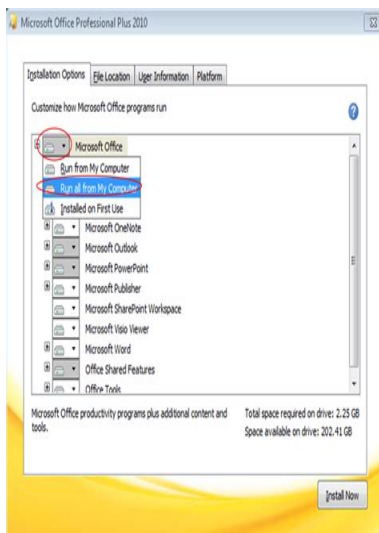 Microsoft Office Professional Plus 2010
Installation Options File Location User Information Platform
Customize how Microsoft Office programs run
Microsoft Office
Run from My Computer
Run all from My Computer
Installed on First Use
Microsoft OneNote
Microsoft Outlook
Microsoft PowerPoint
Microsoft Publisher
Microsoft SharePoint Workspace
Microsoft Visio Viewer
Microsoft Word
Office Shared Features
Office Tools
Microsoft Office productivity programs plus additional content and
tools.
Total space required on drive: 2.25 GB
Space available on drive: 202.41 GB
Install Now